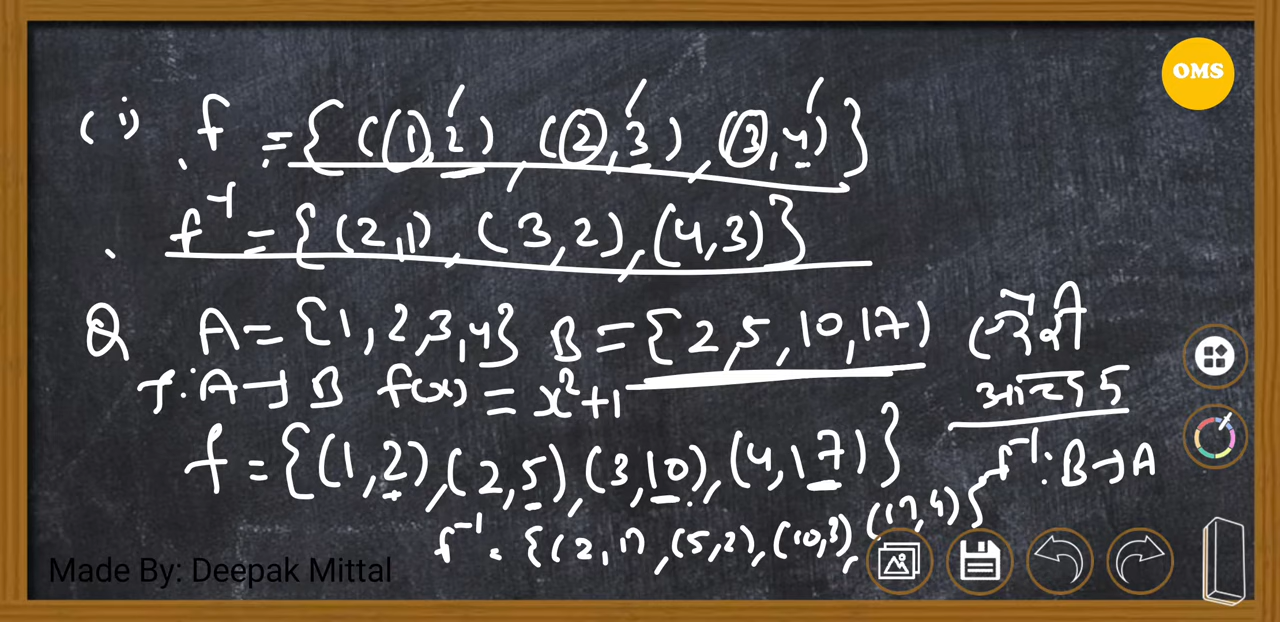 OMS
(i) f = {(1,2), (2,3), (3,4)}
f⁻¹ = {(2,1), (3,2), (4,3)}
Q A = {1,2,3,4} B = {2,5,10,17}
f: A → B f(x) = x²+1
f = {(1,2), (2,5), (3,10), (4,17)}
f⁻¹: B → A
f⁻¹ = {(2,1), (5,2), (10,3), (17,4)}
Made By: Deepak Mittal